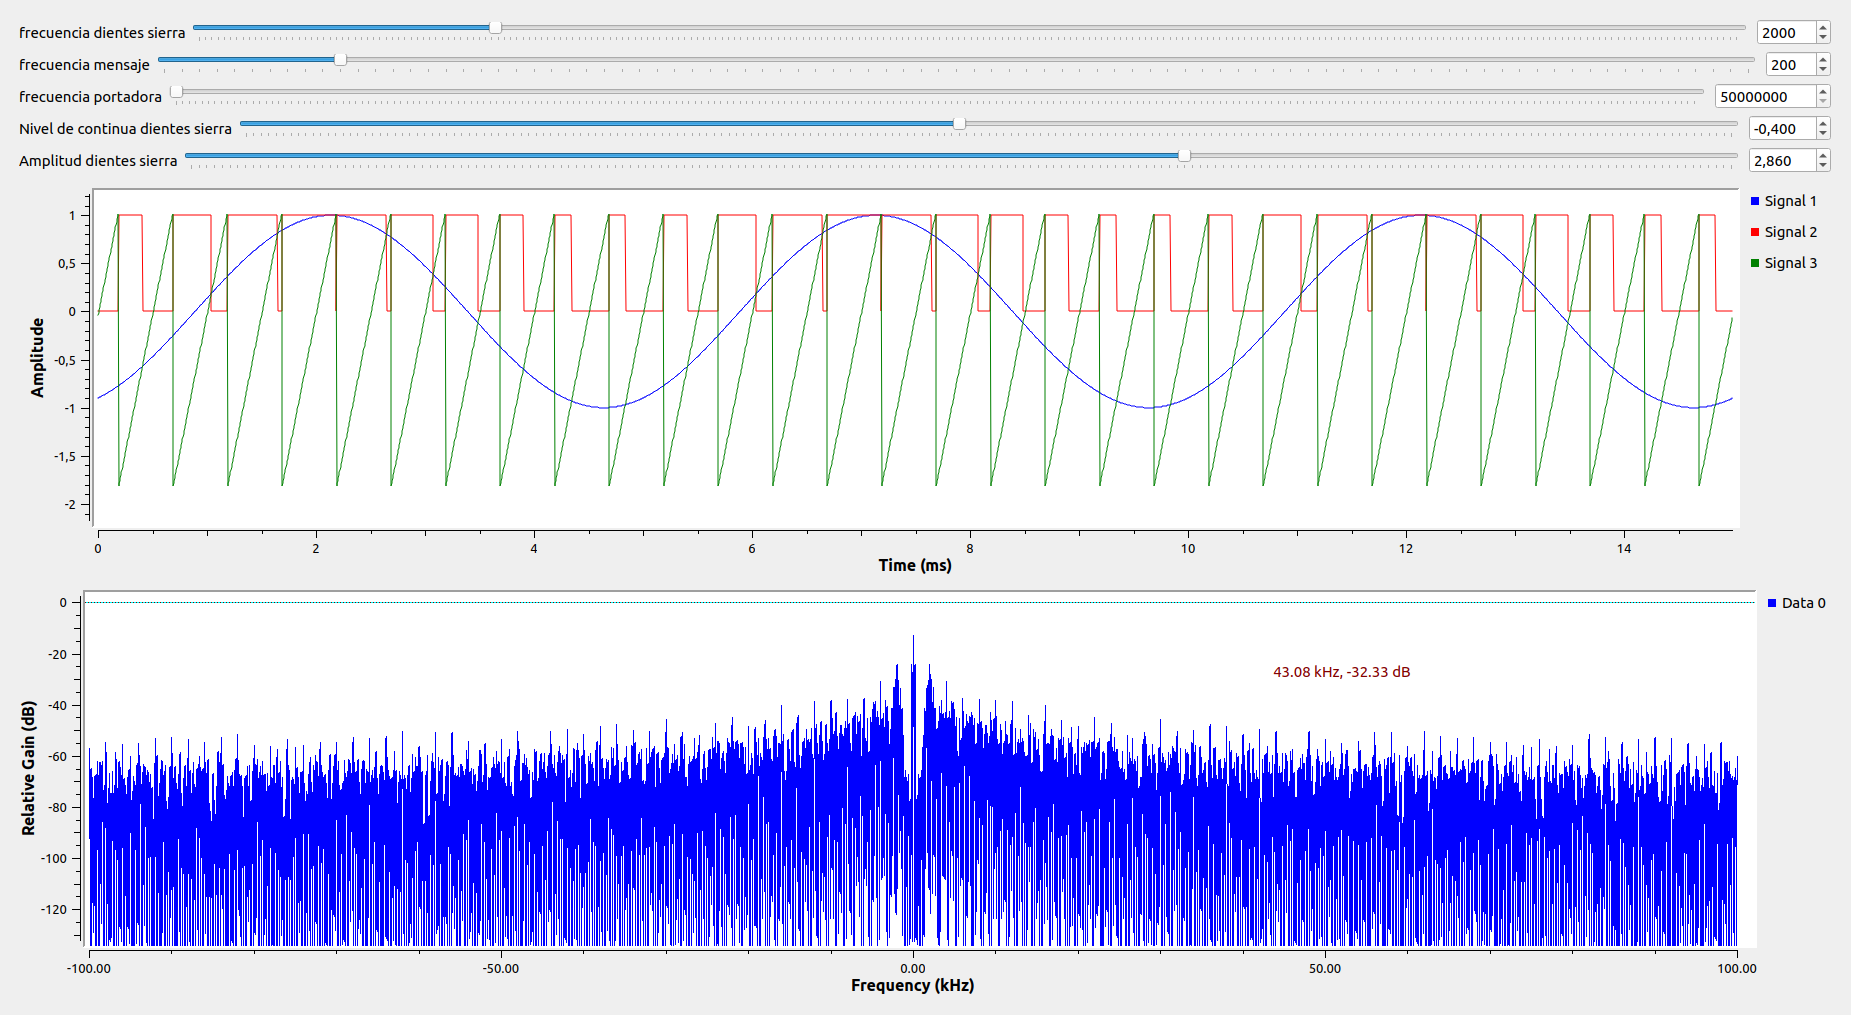 frecuencia dientes sierra 2000
frecuencia mensaje 200
frecuencia portadora 50000000
Nivel de continua dientes sierra -0,400
Amplitud dientes sierra 2,860
Signal 1
Signal 2
Signal 3
1
0,5
0
-0,5
-1
-1,5
-2
Amplitude
0 2 4 6 8 10 12 14
Time (ms)
Data 0
43.08 kHz, -32.33 dB
0
-20
-40
-60
-80
-100
-120
Relative Gain (dB)
-100.00 -50.00 0.00 50.00 100.00
Frequency (kHz)